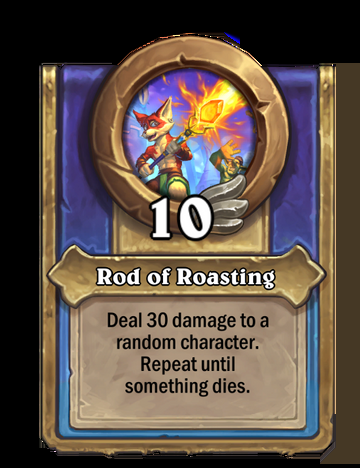 10
Rod of Roasting
Deal 30 damage to a
random character.
Repeat until
something dies.